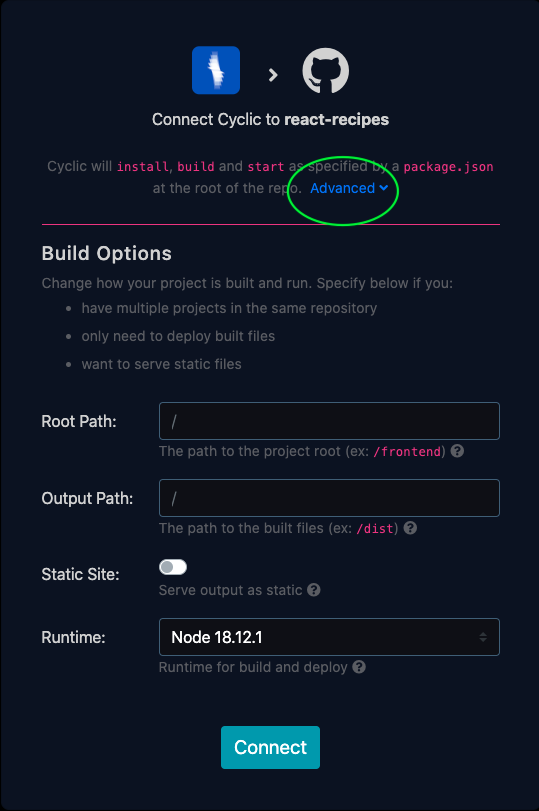 Connect Cyclic to react-recipes
Cyclic will install, build and start as specified by a package.json
at the root of the repo. Advanced
Build Options
Change how your project is built and run. Specify below if you:
have multiple projects in the same repository
only need to deploy built files
want to serve static files
Root Path:
/
The path to the project root (ex: /frontend)
Output Path:
/
The path to the built files (ex: /dist)
Static Site:
Serve output as static
Runtime:
Node 18.12.1
Runtime for build and deploy
Connect